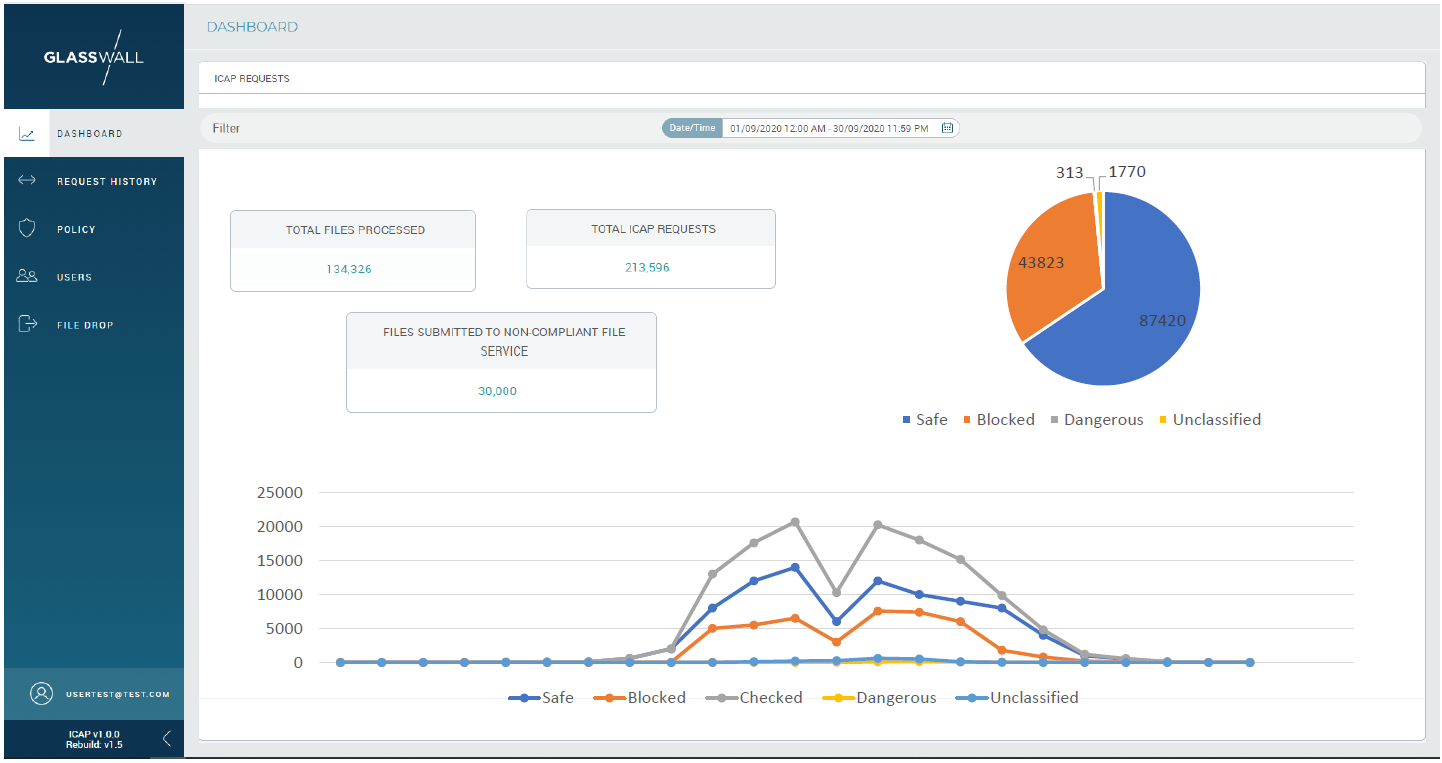 GLASSWALL
DASHBOARD
REQUEST HISTORY
POLICY
USERS
FILE DROP
USERTEST@TEST.COM
ICAP v1.0.0
Rebuild: v1.5
DASHBOARD
ICAP REQUESTS
Filter
Date/Time 01/09/2020 12:00 AM - 30/09/2020 11:59 PM
TOTAL FILES PROCESSED
134,326
TOTAL ICAP REQUESTS
213,596
FILES SUBMITTED TO NON-COMPLIANT FILE
SERVICE
30,000
313 1770
43823
87420
Safe Blocked Dangerous Unclassified
25000
20000
15000
10000
5000
0
Safe Blocked Checked Dangerous Unclassified